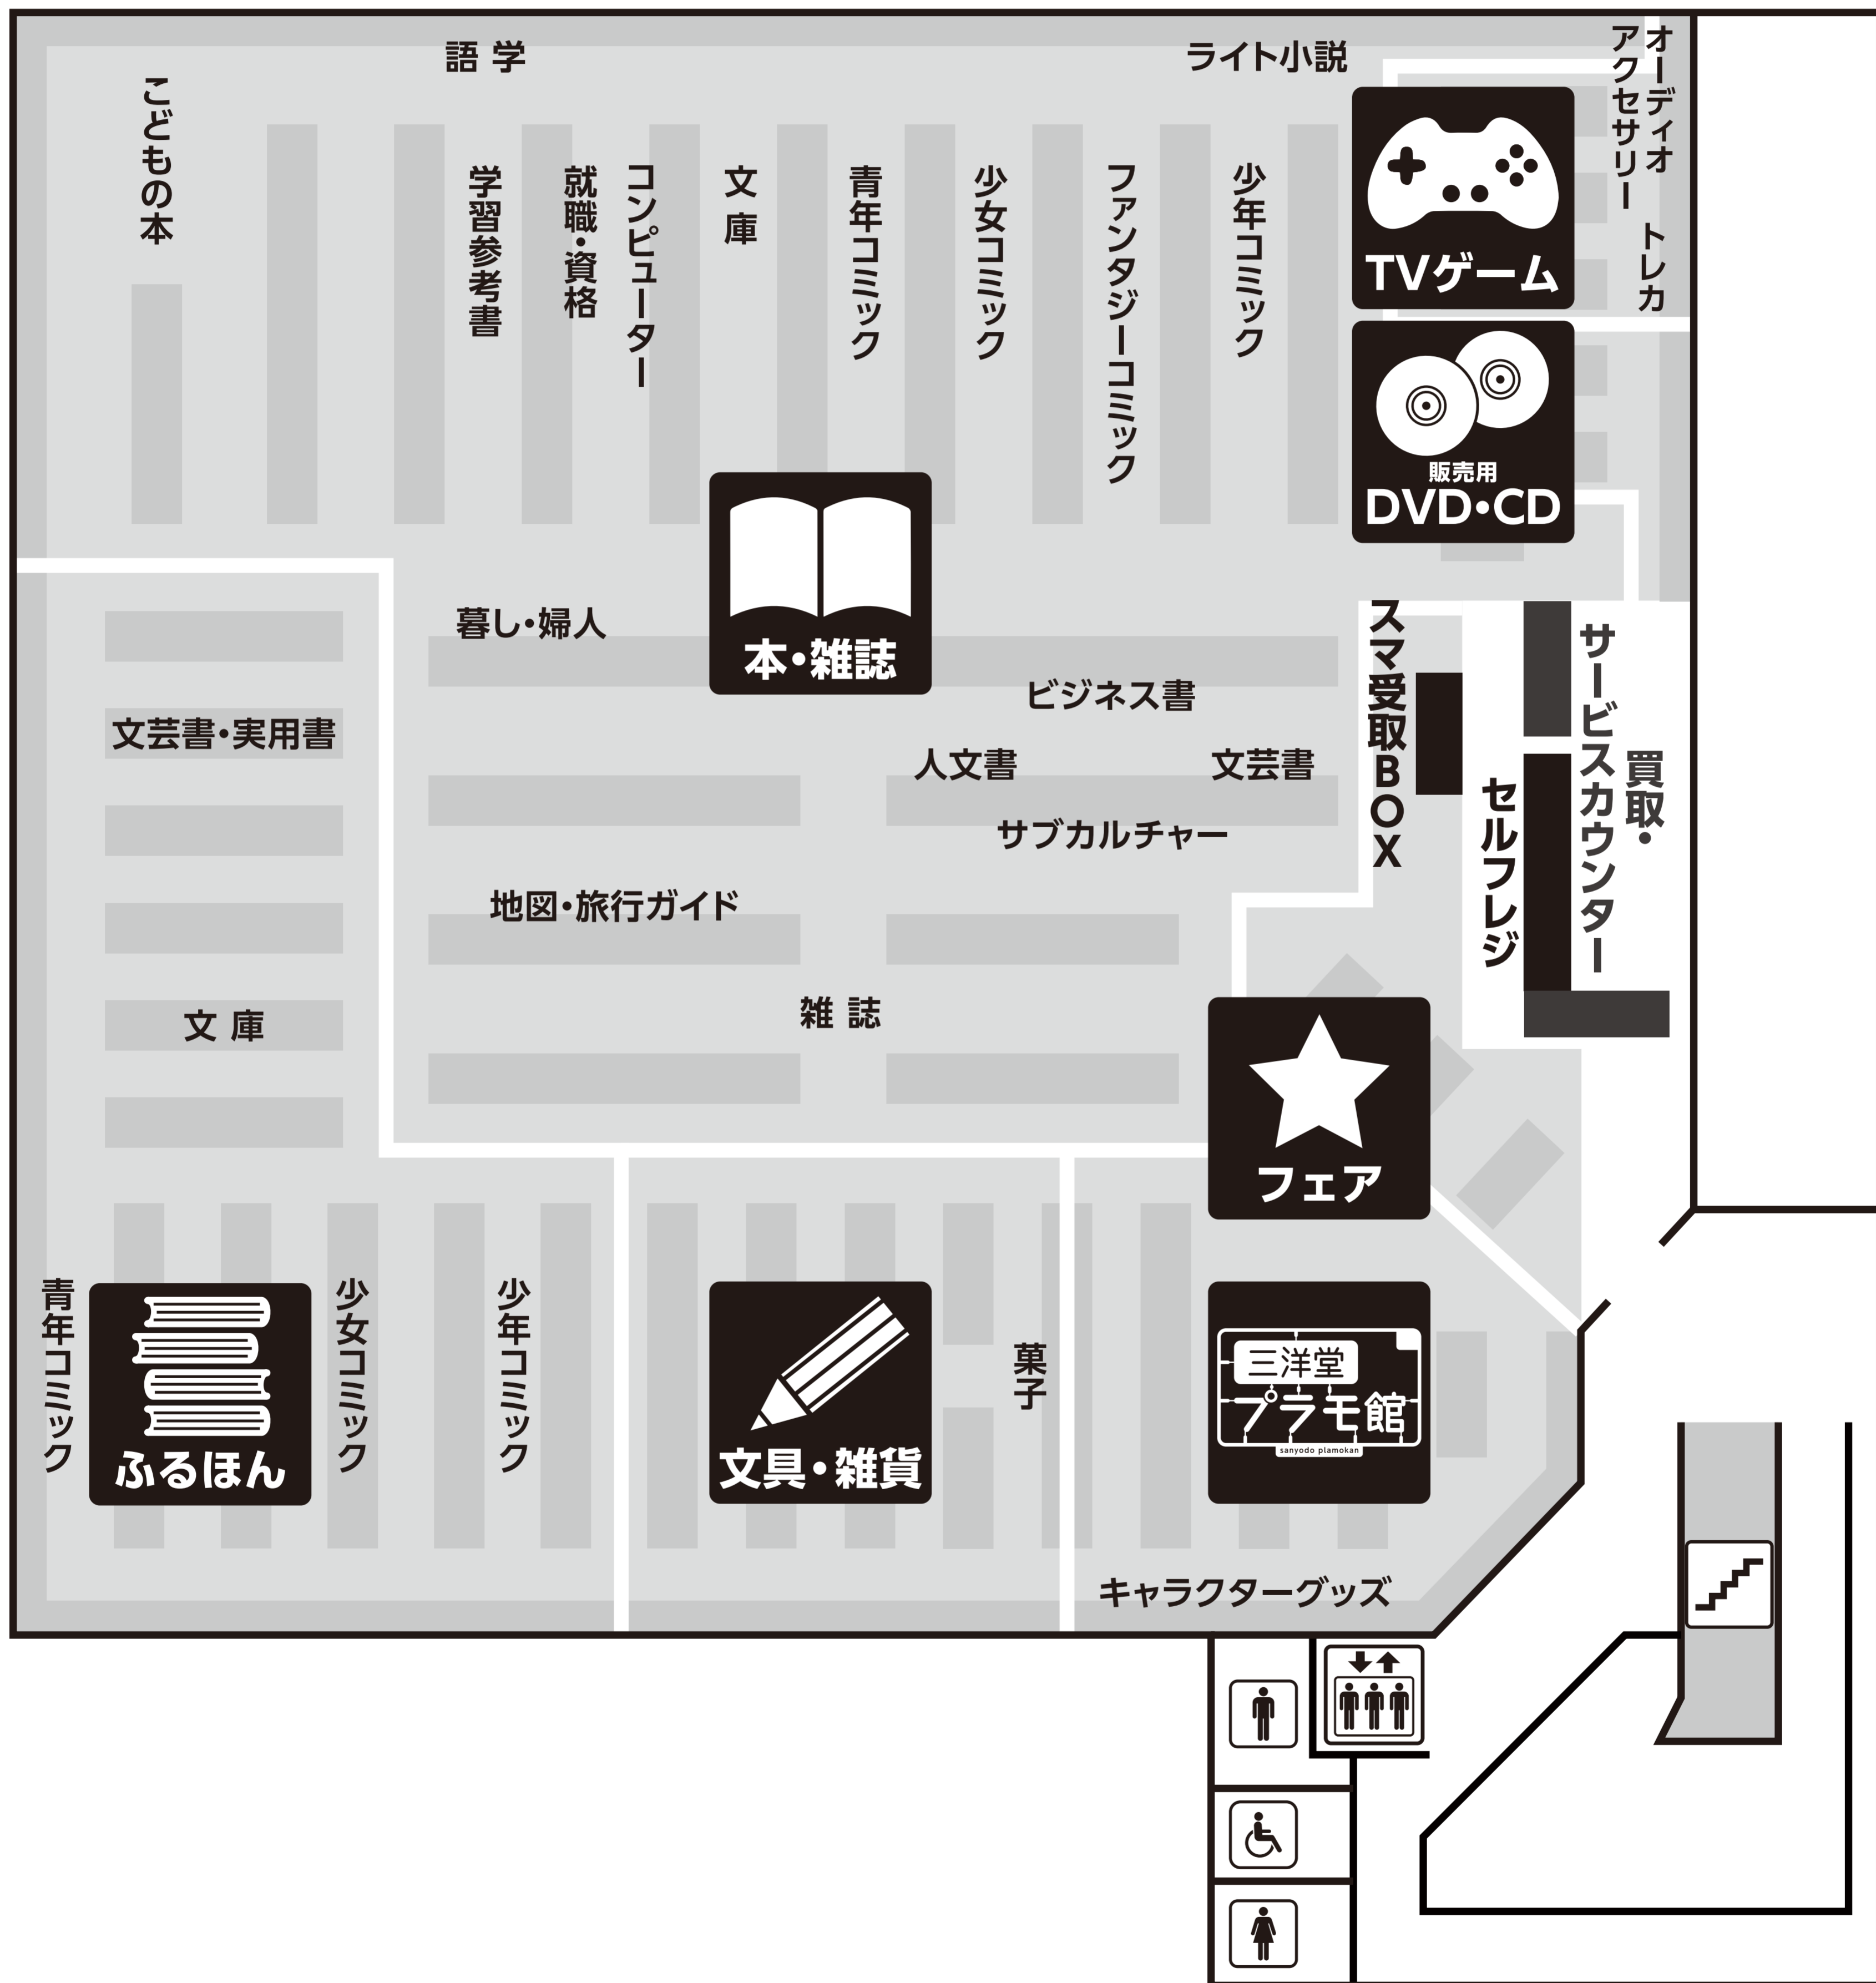 語学
ライト小説
オーディオ
アクセサリー
トレカ
こどもの本
学習参考書
就職・資格
コンピューター
文庫
青年コミック
少女コミック
ファンタジーコミック
少年コミック
TVゲーム
販売用
DVD・CD
本・雑誌
暮し・婦人
ビジネス書
人文書
文芸書
サブカルチャー
地図・旅行ガイド
雑誌
スマ受取BOX
セルフレジ
買取・
サービスカウンター
文芸書・実用書
文庫
フェア
青年コミック
ふるほん
少女コミック
少年コミック
文具・雑貨
菓子
三洋堂
プラモ館
sanyodo plamokan
キャラクターグッズ